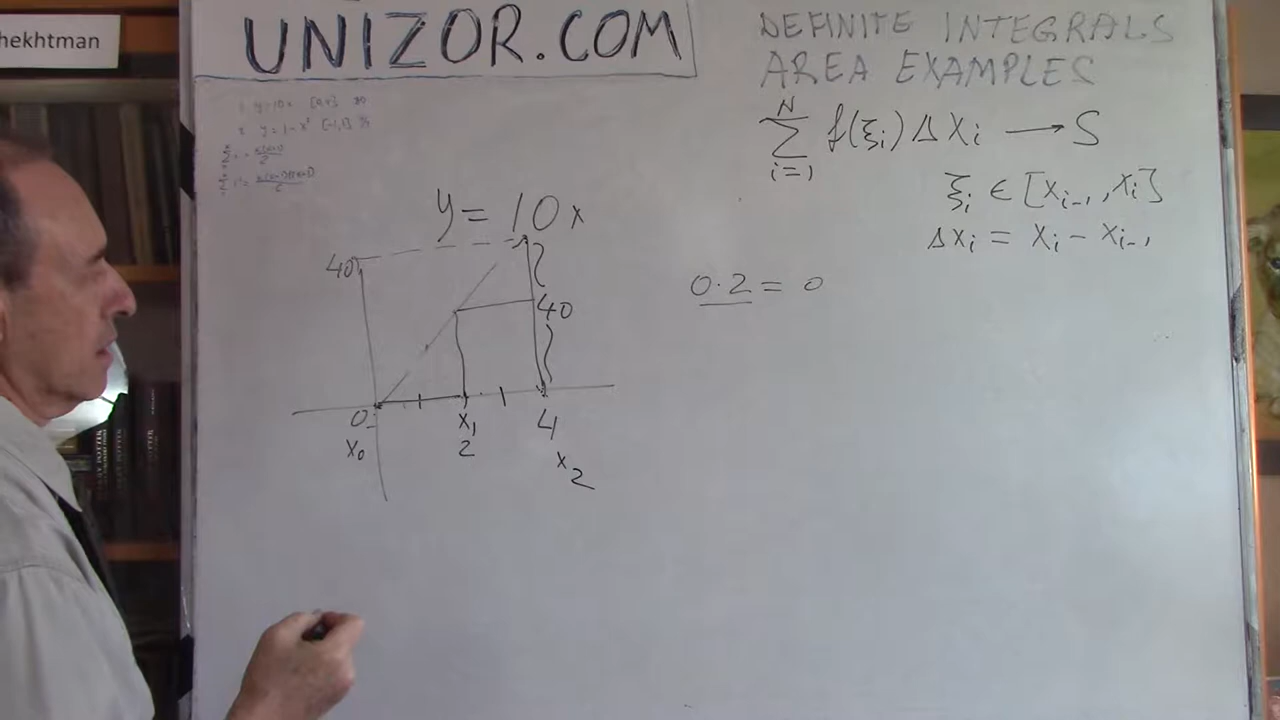 hekhtman
UNIZOR.COM
DEFINITE INTEGRALS
AREA EXAMPLES
N
∑ f(ξi) Δ Xi → S
i=1
ξi ∈ [Xi-1, Xi]
Δxi = Xi - Xi-1
y = 10x
40
0·2 = 0
40
0 X1 4
X0 2 X2